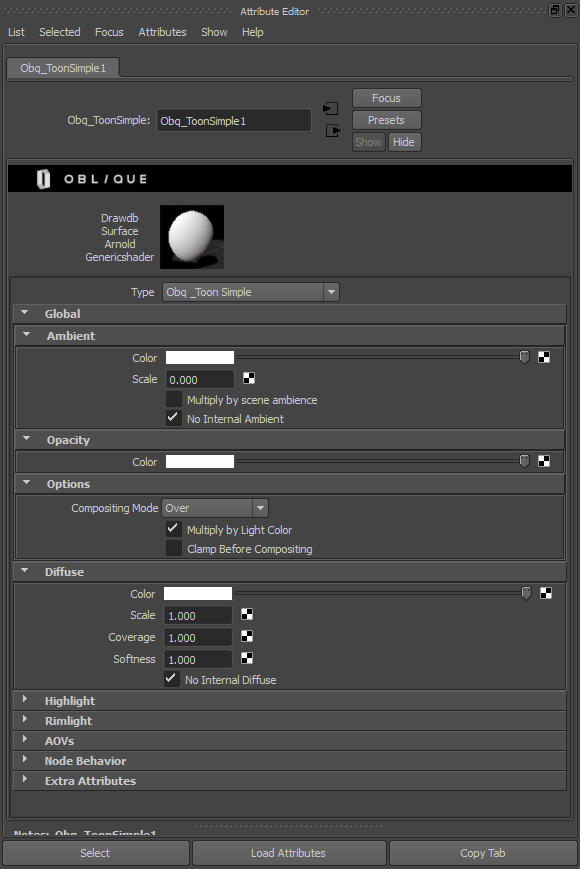 Attribute Editor
List Selected Focus Attributes Show Help
Obq_ToonSimple1
Focus
Obq_ToonSimple: Obq_ToonSimple1 Presets
Show Hide
OBL/QUE
Drawdb
Surface
Arnold
Genericshader
Type Obq _Toon Simple
Global
Ambient
Color
Scale 0.000
Multiply by scene ambience
No Internal Ambient
Opacity
Color
Options
Compositing Mode Over
Multiply by Light Color
Clamp Before Compositing
Diffuse
Color
Scale 1.000
Coverage 1.000
Softness 1.000
No Internal Diffuse
Highlight
Rimlight
AOVs
Node Behavior
Extra Attributes
Notes: Obq_ToonSimple1
Select Load Attributes Copy Tab